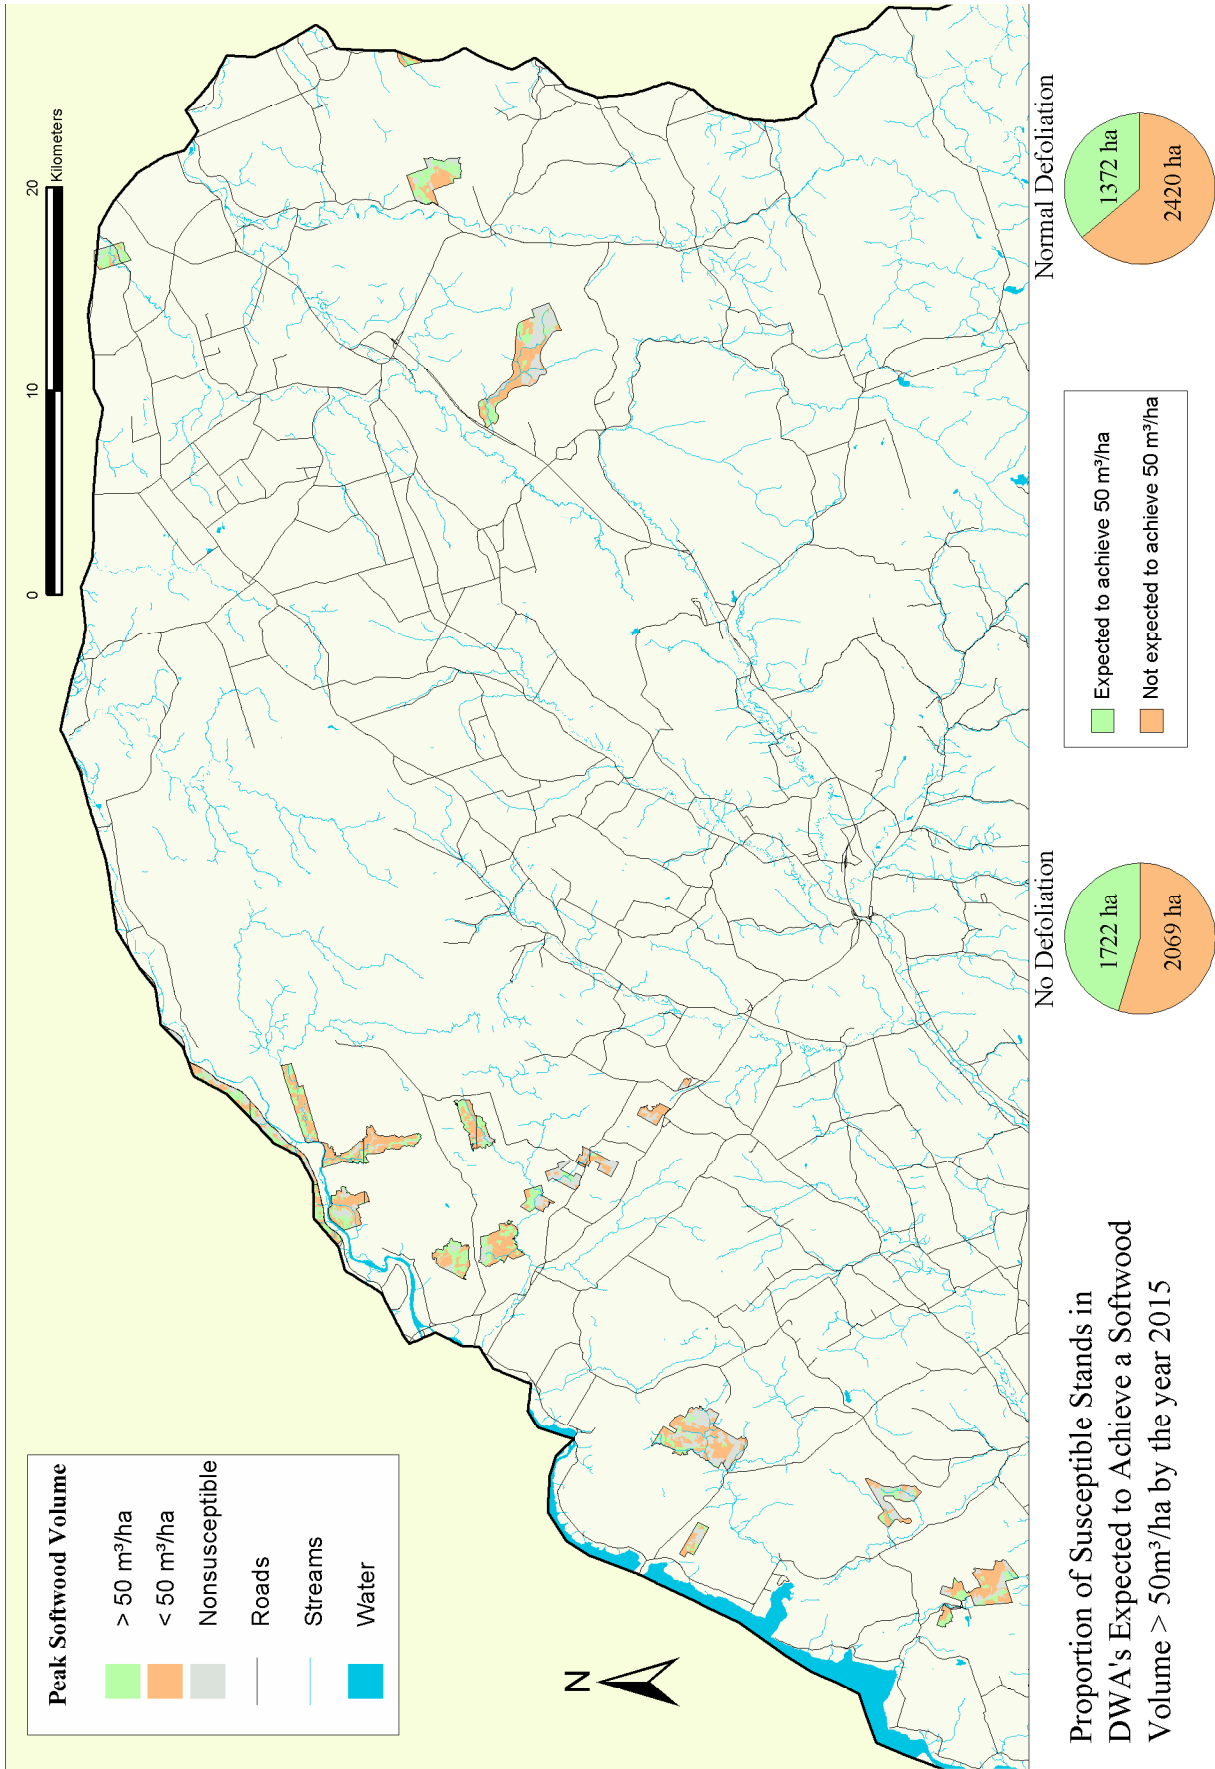 Peak Softwood Volume
> 50 m³/ha
< 50 m³/ha
Nonsusceptible
Roads
Streams
Water
N
0
10
20
Kilometers
Proportion of Susceptible Stands in
DWA's Expected to Achieve a Softwood
Volume > 50m³/ha by the year 2015
No Defoliation
1722 ha
2069 ha
Expected to achieve 50 m³/ha
Not expected to achieve 50 m³/ha
Normal Defoliation
1372 ha
2420 ha